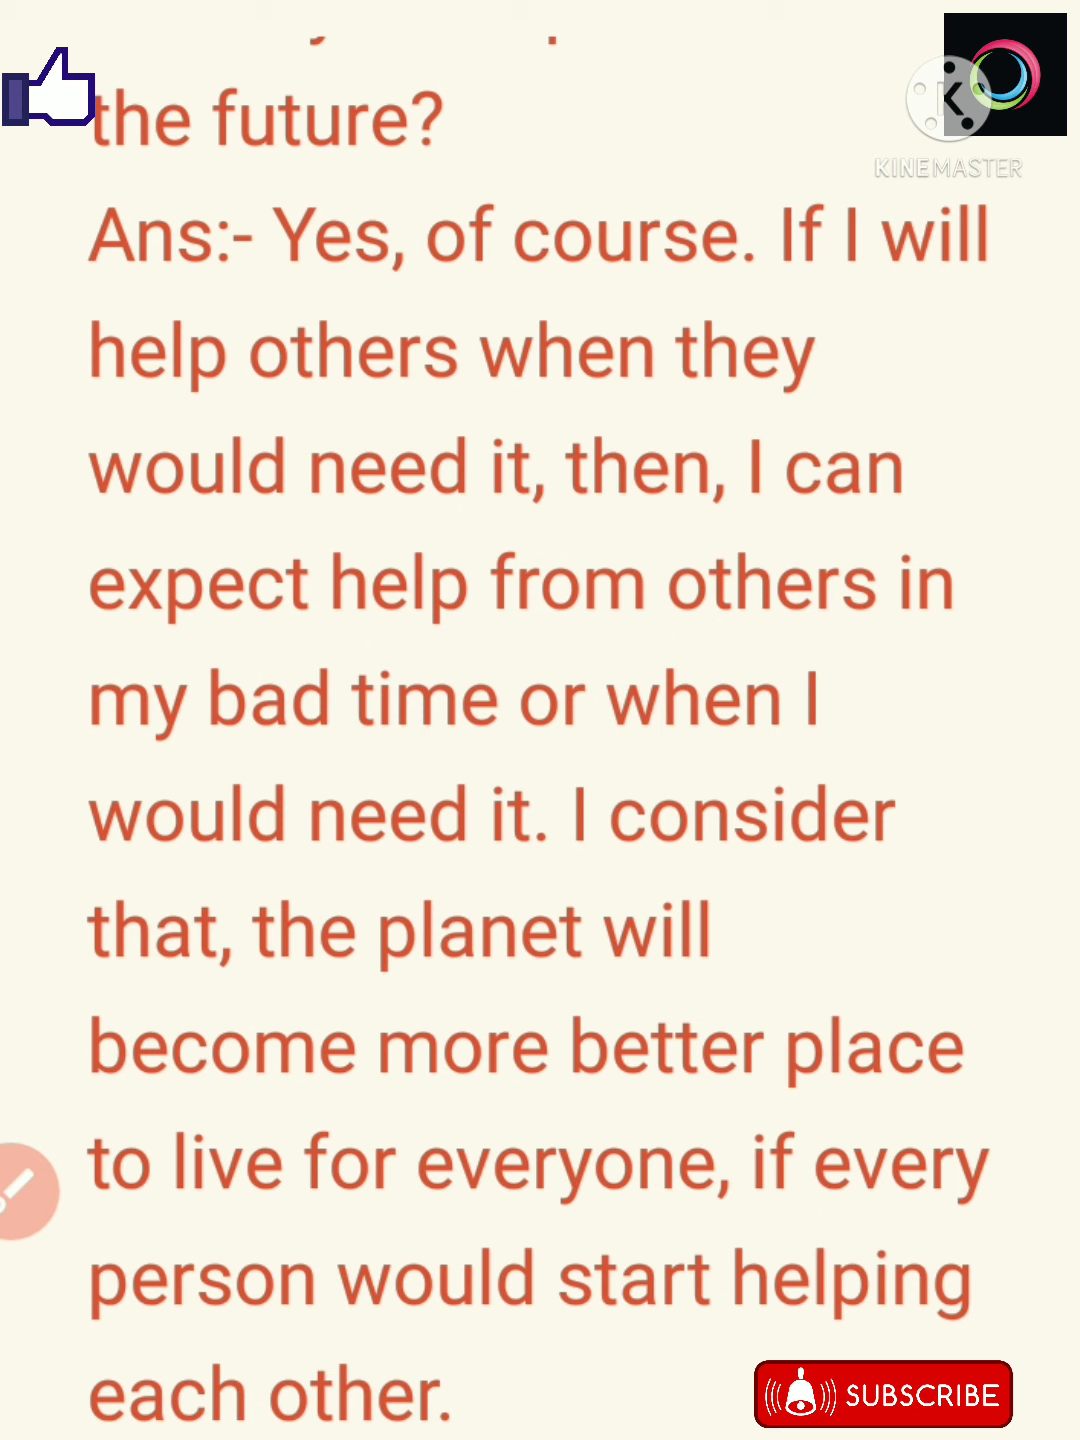 the future?
KINEMASTER
Ans:- Yes, of course. If I will
help others when they
would need it, then, I can
expect help from others in
my bad time or when I
would need it. I consider
that, the planet will
become more better place
to live for everyone, if every
person would start helping
each other.
SUBSCRIBE